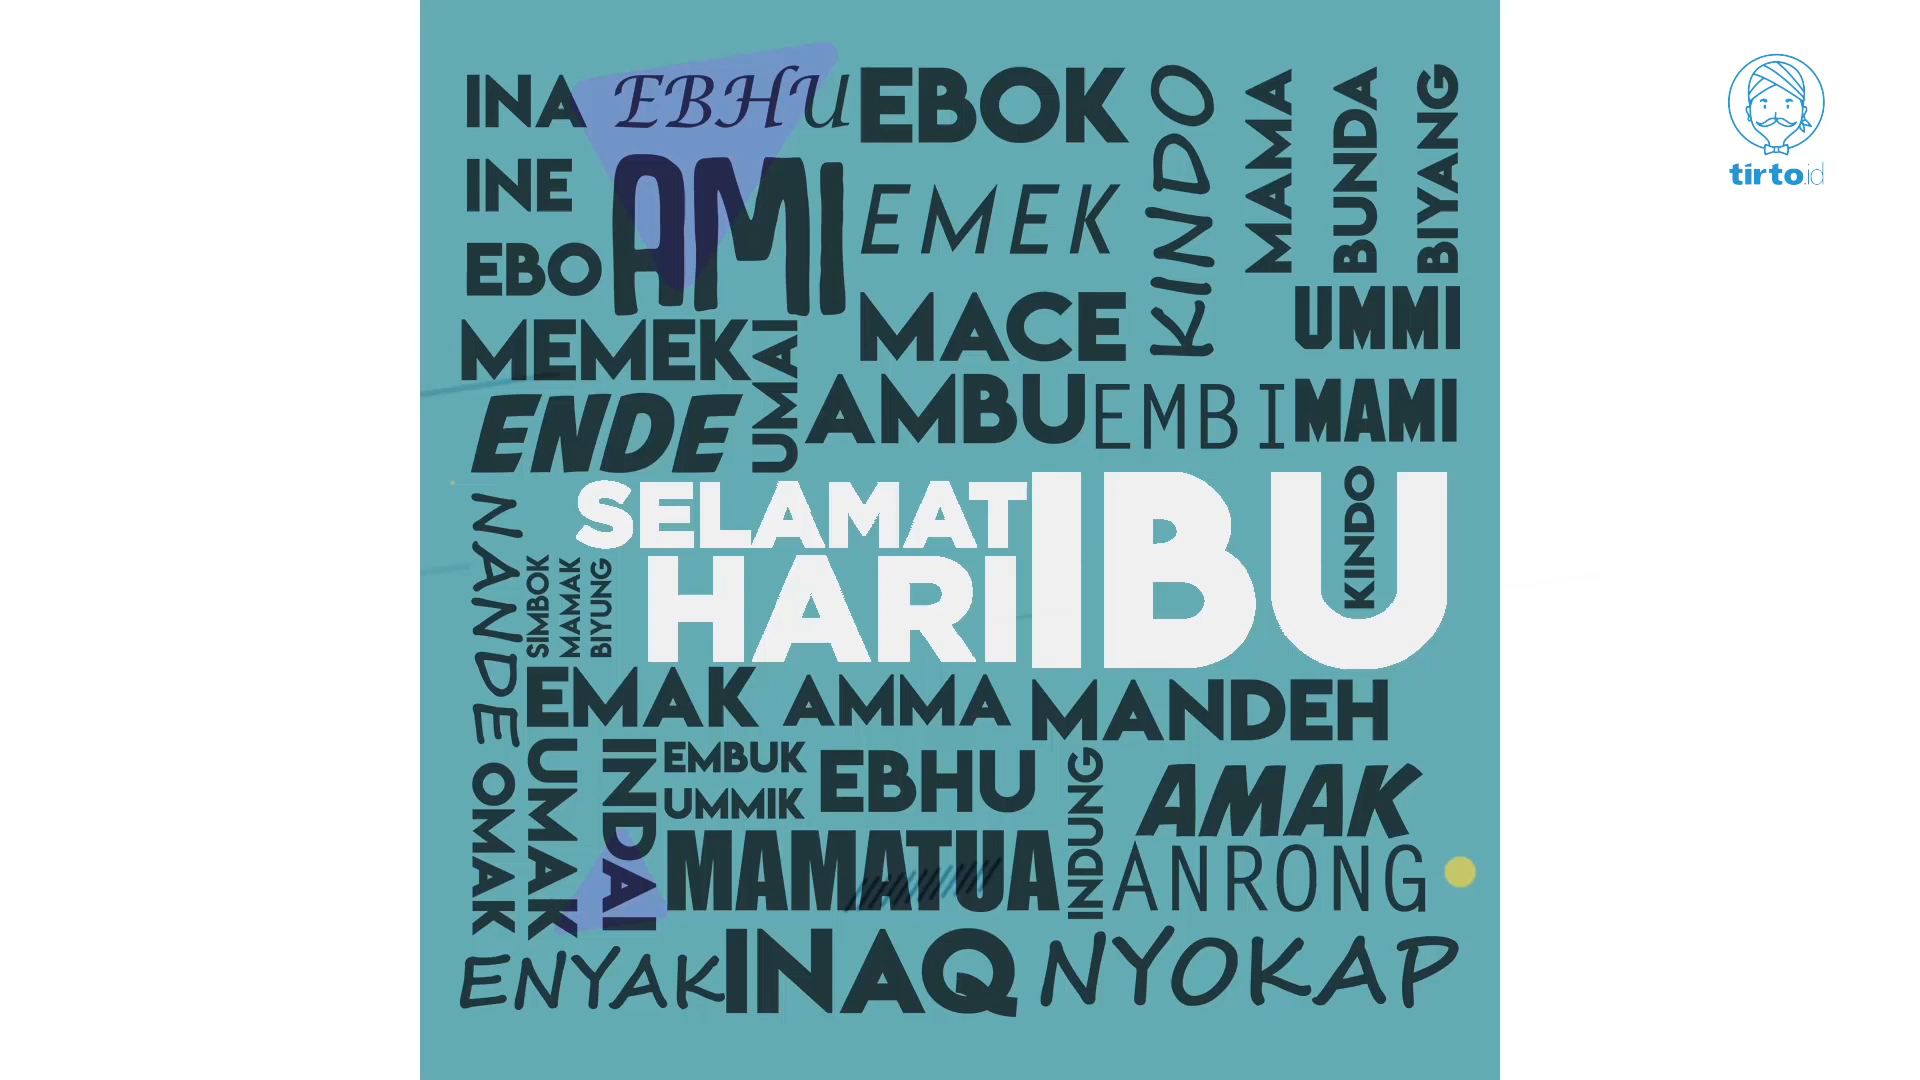 INA EBHU EBOK
KINDO
MAMA
BUNDA
BIYANG
INE
AMI
EMEK
EBO
MACE
UMMI
MEMEK
UMAI
ENDE
AMBU
EMBI
MAMI
SELAMAT
HARI
IBU
KINDO
NANDE
SIMBOK
MAMAK
BIYUNG
EMAK AMMA MANDEH
OMAK
UMAK
INDAI
EMBUK
UMMIK
EBHU
INDUNG
AMAK
MAMATUA
ANRONG
ENYAK INAQ NYOKAP
tirto.id